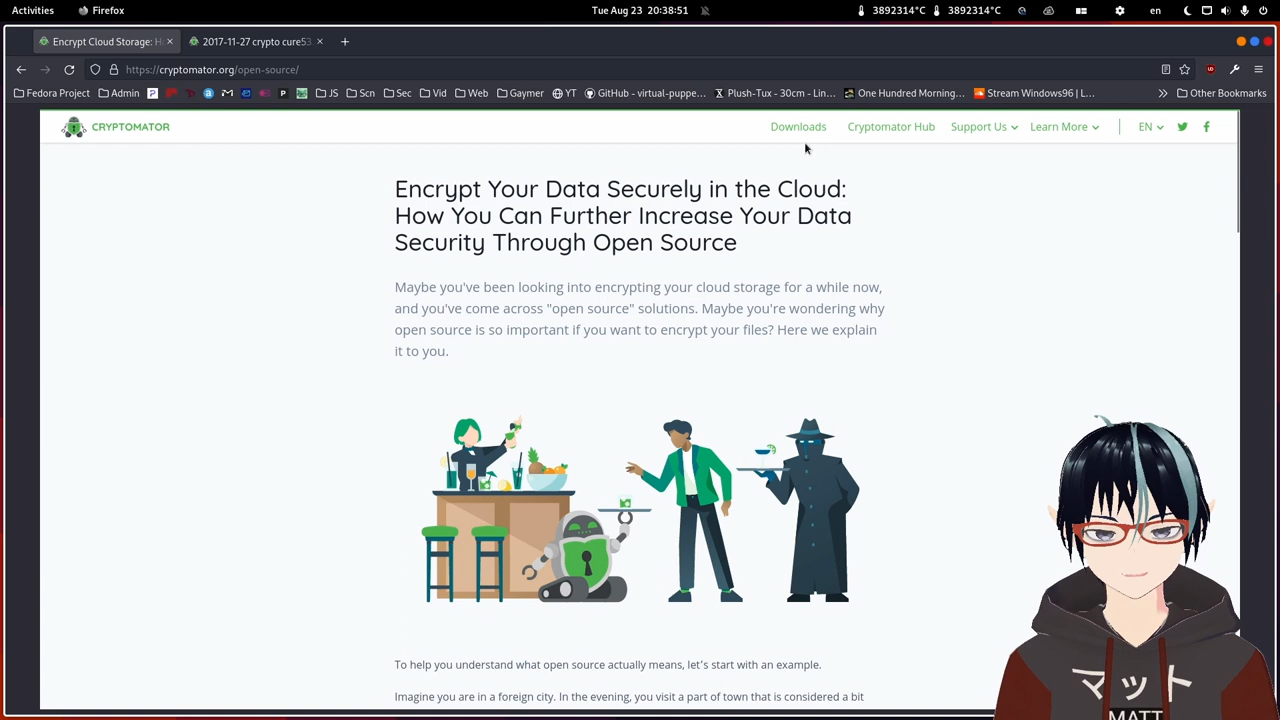 Activities Firefox Tue Aug 23 20:38:51 3892314°C 3892314°C en
Encrypt Cloud Storage: H 2017-11-27 crypto cure53
https://cryptomator.org/open-source/
Fedora Project Admin JS Scn Sec Vid Web Gaymer YT GitHub - virtual-puppe... Plush-Tux - 30cm - Lin... One Hundred Morning... Stream Windows96 | L... Other Bookmarks
CRYPTOMATOR Downloads Cryptomator Hub Support Us Learn More EN
Encrypt Your Data Securely in the Cloud:
How You Can Further Increase Your Data
Security Through Open Source
Maybe you've been looking into encrypting your cloud storage for a while now,
and you've come across "open source" solutions. Maybe you're wondering why
open source is so important if you want to encrypt your files? Here we explain
it to you.
To help you understand what open source actually means, let's start with an example.
Imagine you are in a foreign city. In the evening, you visit a part of town that is considered a bit
マット
MATT